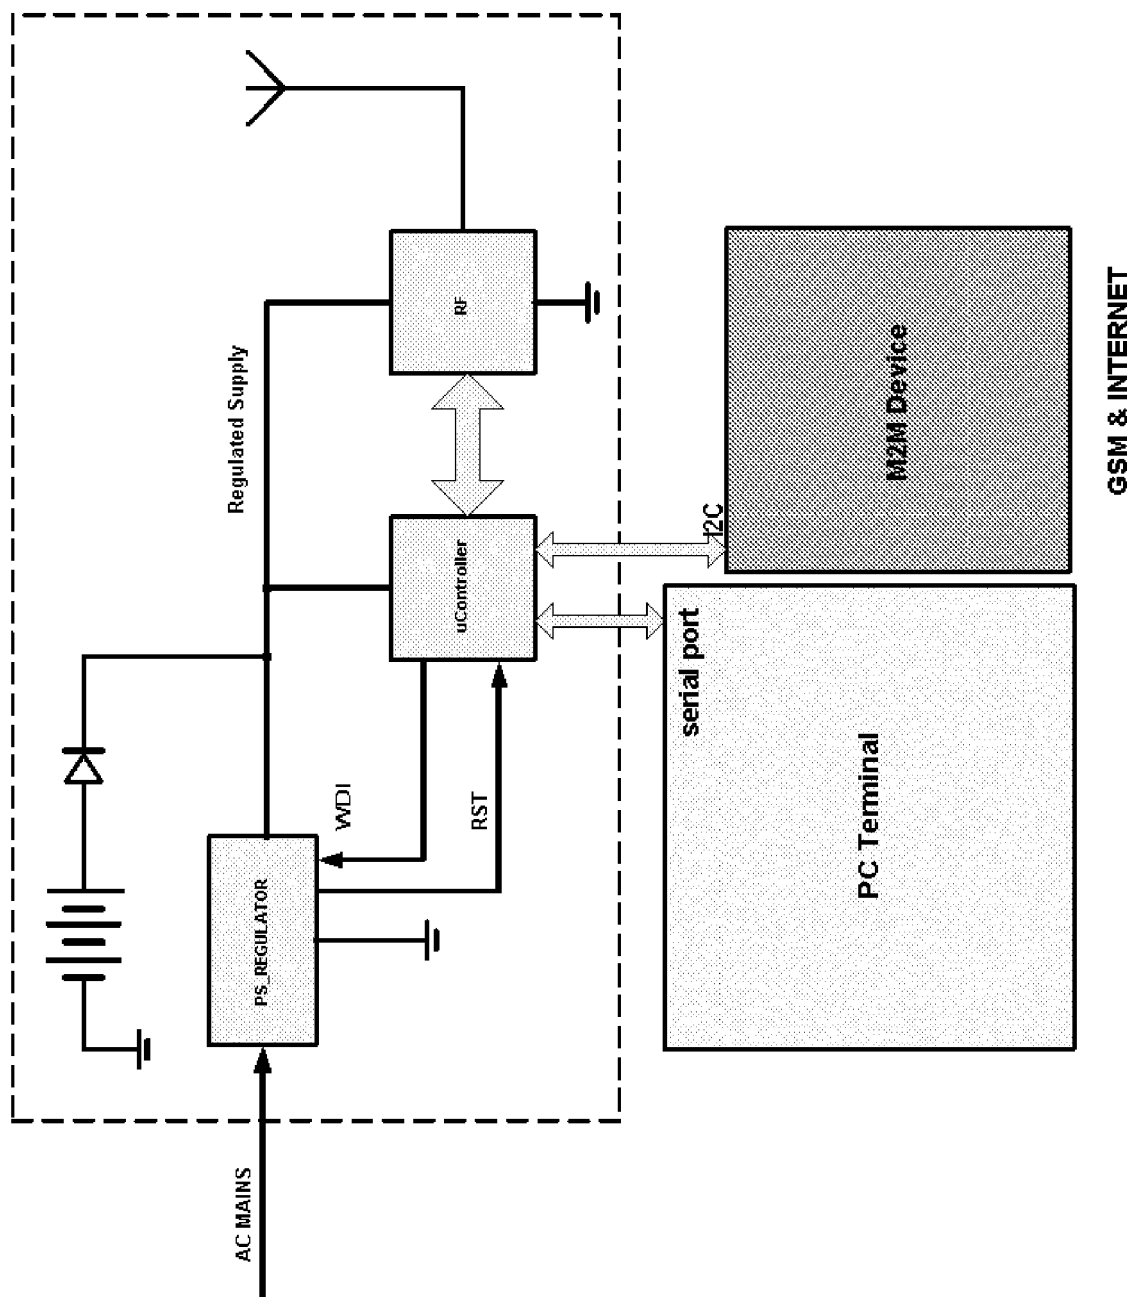 AC MAINS
PS_REGULATOR
WDI
RST
Regulated Supply
uController
RF
serial port
PC Terminal
I2C
M2M Device
GSM & INTERNET